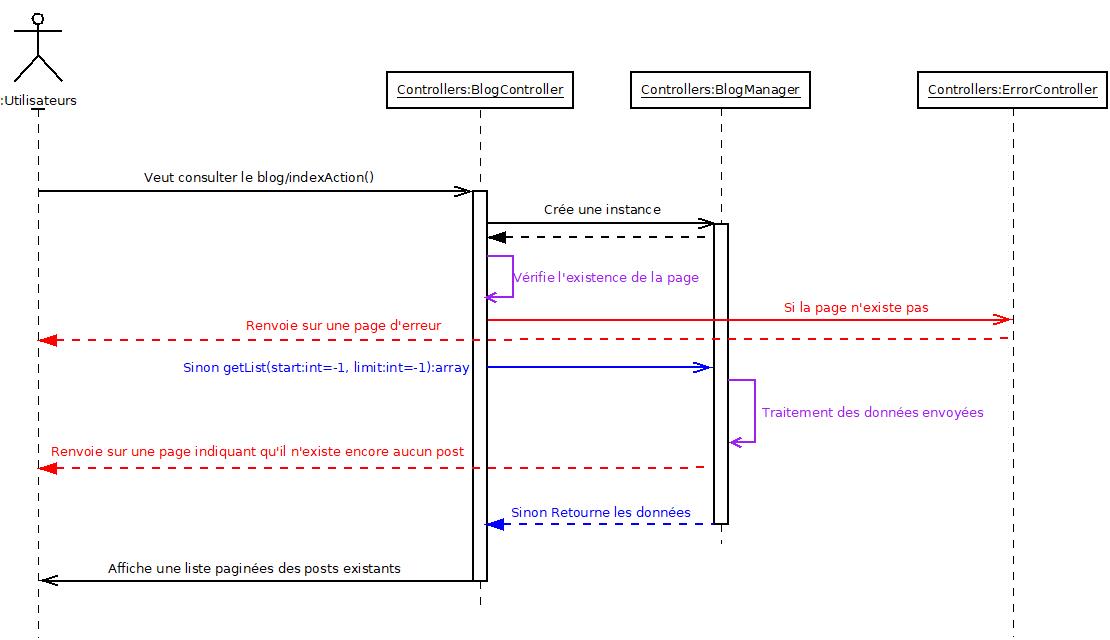 :Utilisateurs
Controllers:BlogController
Controllers:BlogManager
Controllers:ErrorController
Veut consulter le blog/indexAction()
Crée une instance
Vérifie l'existence de la page
Si la page n'existe pas
Renvoie sur une page d'erreur
Sinon getList(start:int=-1, limit:int=-1):array
Traitement des données envoyées
Renvoie sur une page indiquant qu'il n'existe encore aucun post
Sinon Retourne les données
Affiche une liste paginées des posts existants